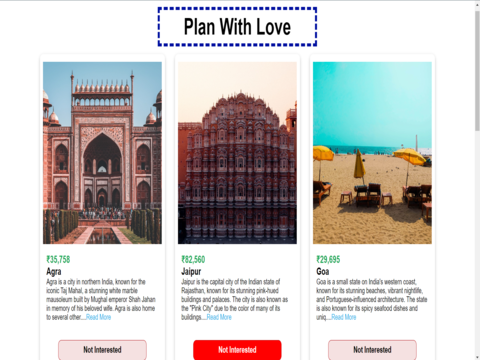 Plan With Love
₹35,758
Agra
Agra is a city in northern India, known for the
iconic Taj Mahal, a stunning white marble
mausoleum built by Mughal emperor Shah Jahan
in memory of his beloved wife. Agra is also home
to several other....Read More
Not Interested
₹82,560
Jaipur
Jaipur is the capital city of the Indian state of
Rajasthan, known for its stunning pink-hued
buildings and palaces. The city is also known as
the "Pink City" due to the color of many of its
buildings....Read More
Not Interested
₹29,695
Goa
Goa is a small state on India's western coast,
known for its stunning beaches, vibrant nightlife,
and Portuguese-influenced architecture. The state
is also known for its spicy seafood dishes and
uniq....Read More
Not Interested